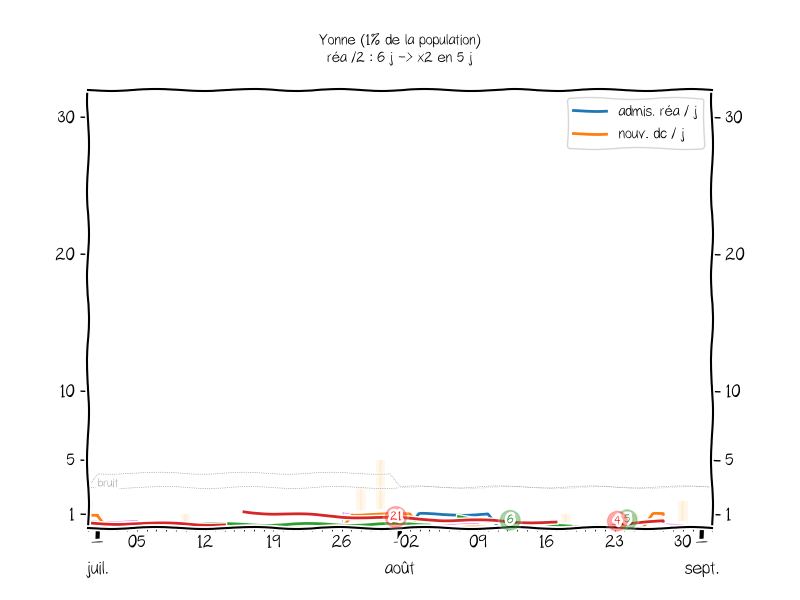 Yonne (1% de la population)
réa /2 : 6 j -> x2 en 5 j
admis. réa / j
nouv. dc / j
30
30
20
20
10
10
5
5
bruit
1
1
21
6
4
5
05
12
19
26
02
09
16
23
30
juil.
août
sept.